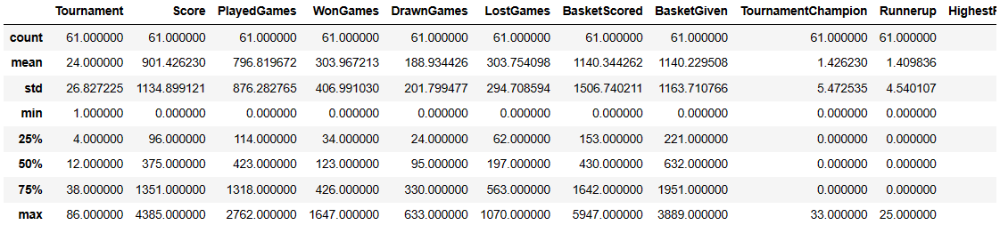 Tournament Score PlayedGames WonGames DrawnGames LostGames BasketScored BasketGiven TournamentChampion Runnerup
count 61.000000 61.000000 61.000000 61.000000 61.000000 61.000000 61.000000 61.000000 61.000000 61.000000
mean 24.000000 901.426230 796.819672 303.967213 188.934426 303.754098 1140.344262 1140.229508 1.426230 1.409836
std 26.827225 1134.899121 876.282765 406.991030 201.799477 294.708594 1506.740211 1163.710766 5.472535 4.540107
min 1.000000 0.000000 0.000000 0.000000 0.000000 0.000000 0.000000 0.000000 0.000000 0.000000
25% 4.000000 96.000000 114.000000 34.000000 24.000000 62.000000 153.000000 221.000000 0.000000 0.000000
50% 12.000000 375.000000 423.000000 123.000000 95.000000 197.000000 430.000000 632.000000 0.000000 0.000000
75% 38.000000 1351.000000 1318.000000 426.000000 330.000000 563.000000 1642.000000 1951.000000 0.000000 0.000000
max 86.000000 4385.000000 2762.000000 1647.000000 633.000000 1070.000000 5947.000000 3889.000000 33.000000 25.000000